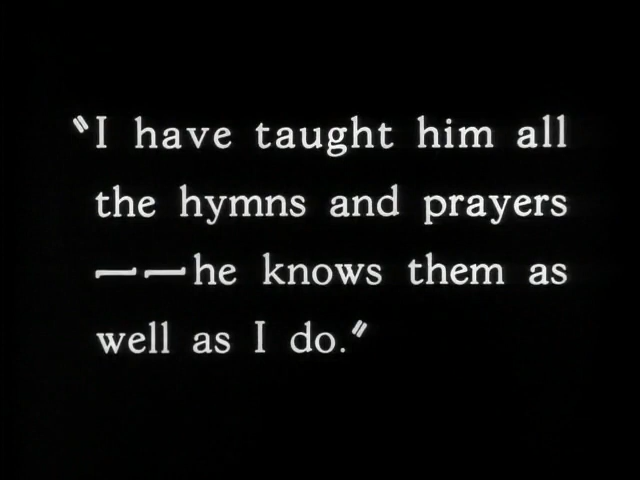 "I have taught him all
the hymns and prayers
——he knows them as
well as I do."